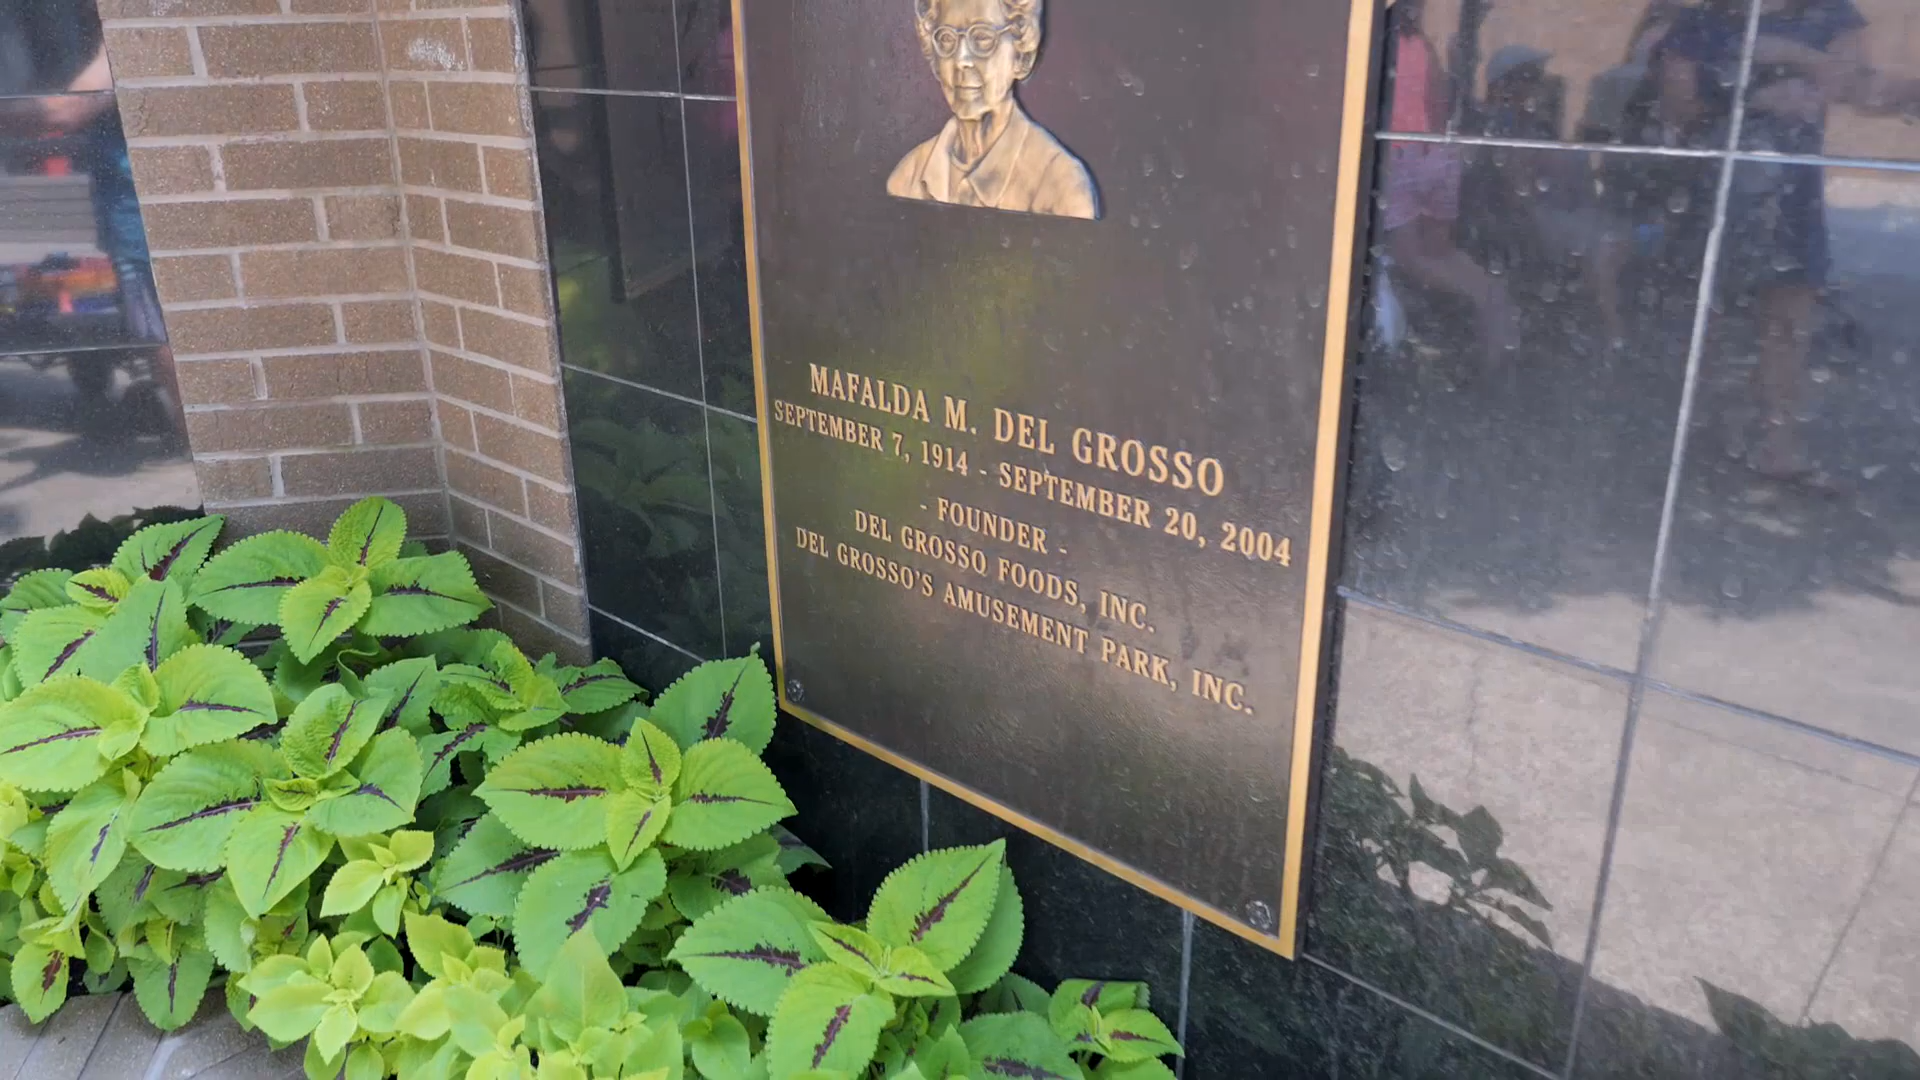 MAFALDA M. DEL GROSSO
SEPTEMBER 7, 1914 - SEPTEMBER 20, 2004
- FOUNDER -
DEL GROSSO FOODS, INC.
DEL GROSSO'S AMUSEMENT PARK, INC.